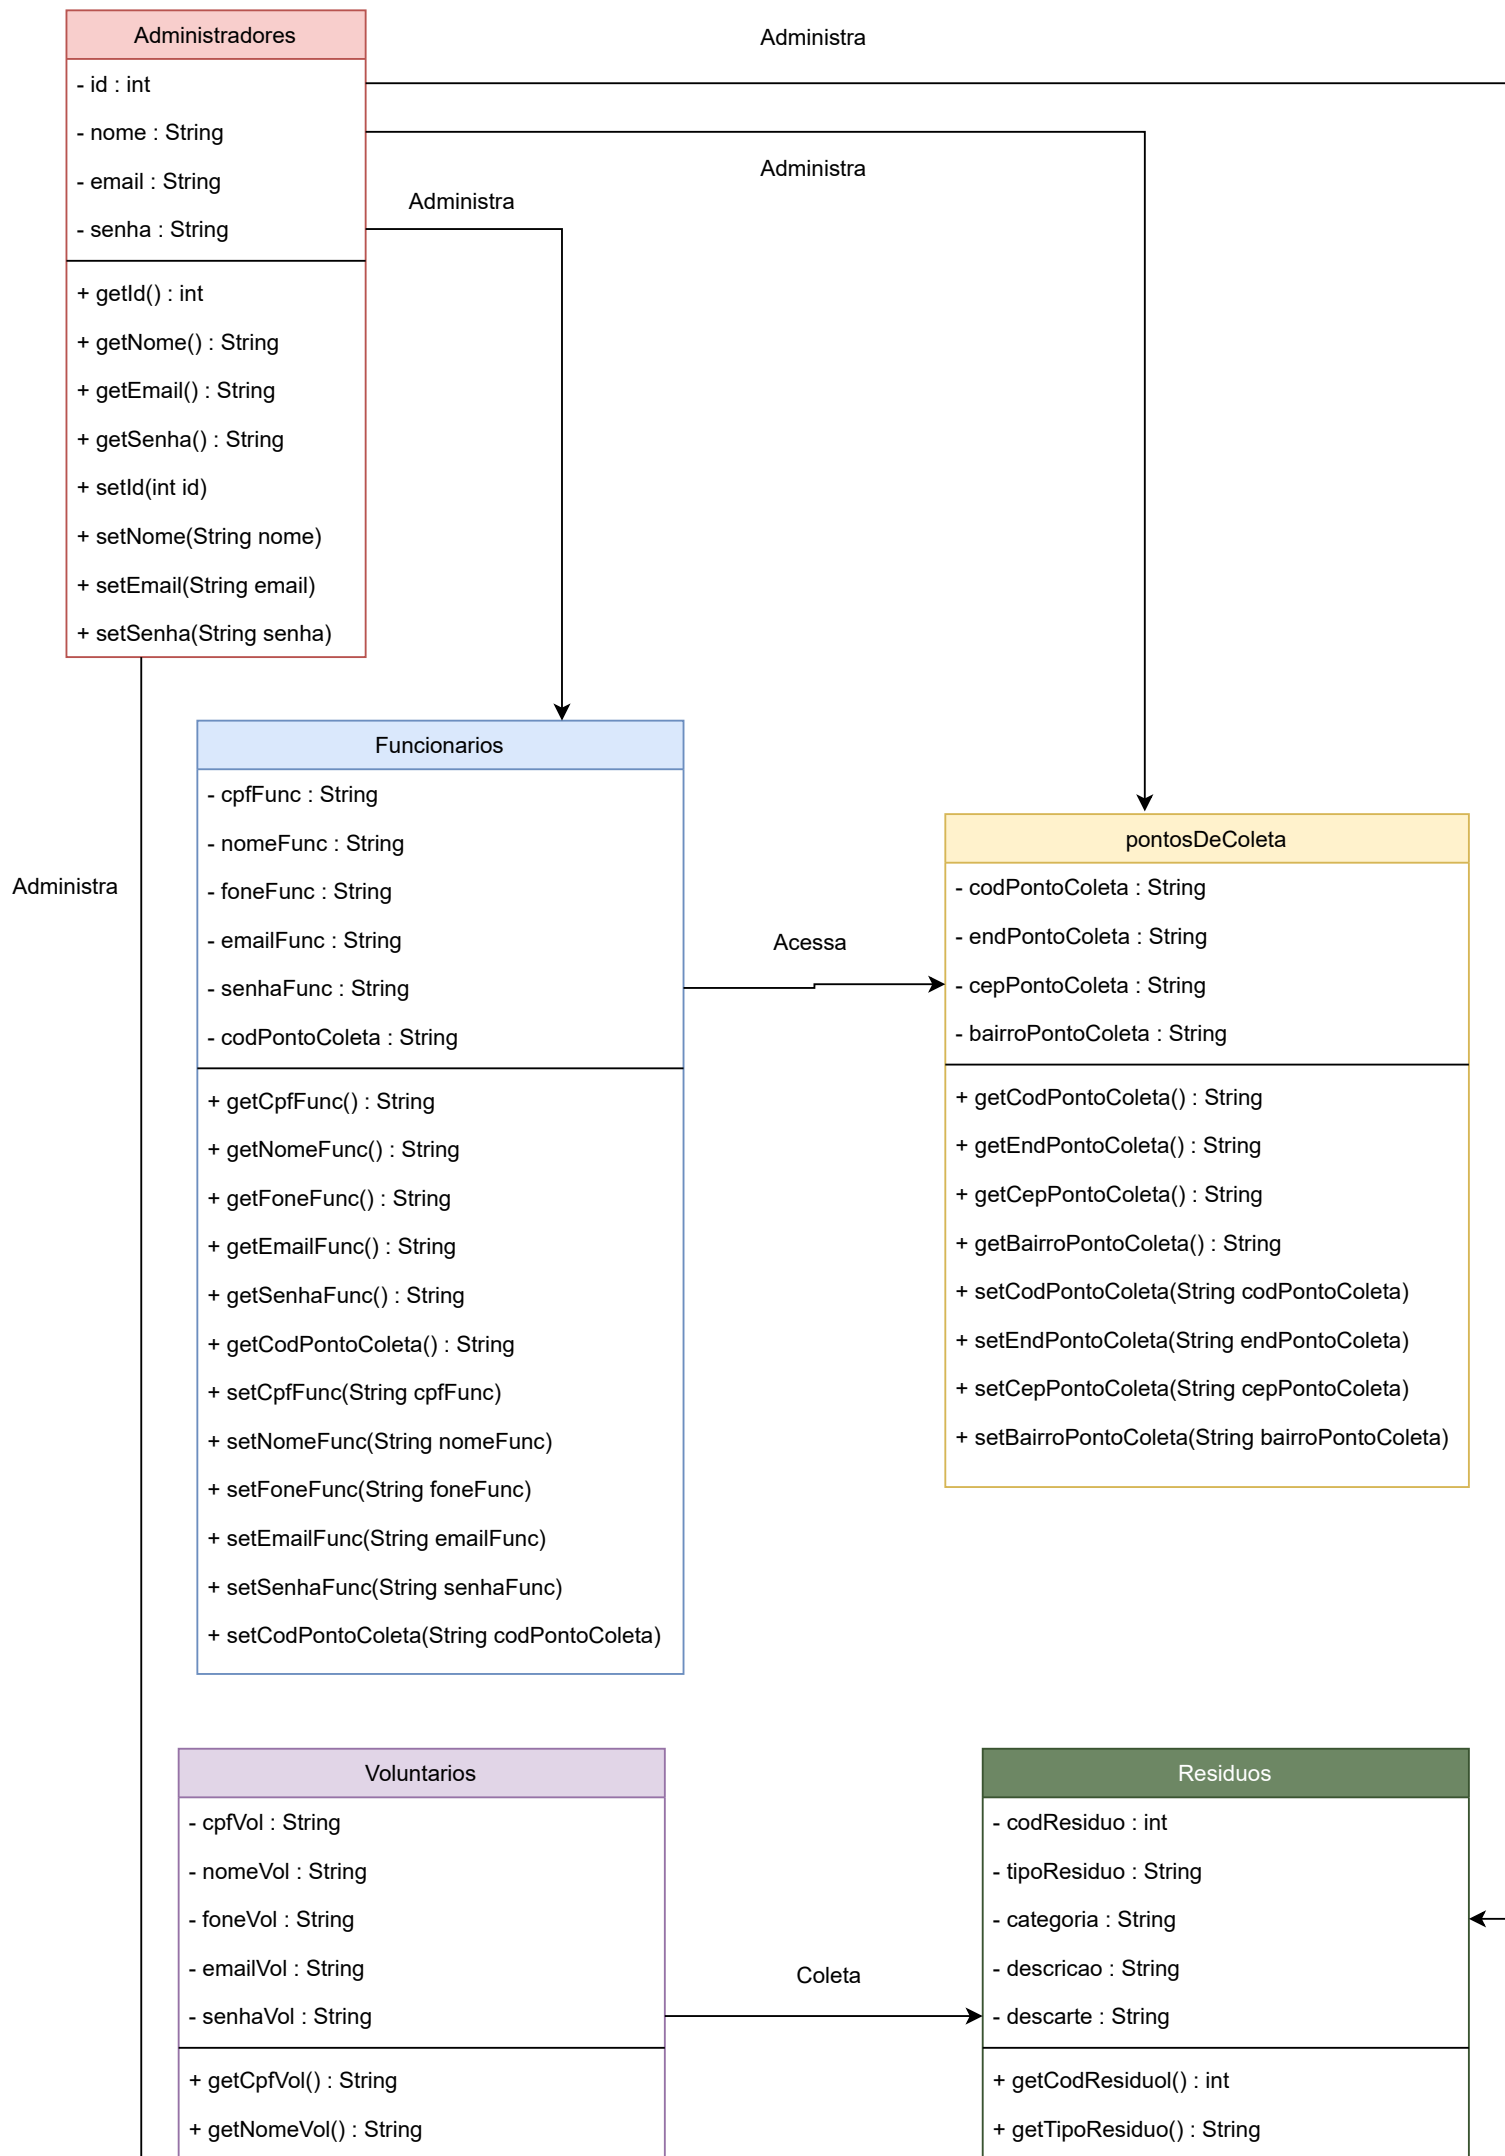 Administradores
- id : int
- nome : String
- email : String
- senha : String
+ getId() : int
+ getNome() : String
+ getEmail() : String
+ getSenha() : String
+ setId(int id)
+ setNome(String nome)
+ setEmail(String email)
+ setSenha(String senha)
Administra
Administra
Administra
Administra
Funcionarios
- cpfFunc : String
- nomeFunc : String
- foneFunc : String
- emailFunc : String
- senhaFunc : String
- codPontoColeta : String
+ getCpfFunc() : String
+ getNomeFunc() : String
+ getFoneFunc() : String
+ getEmailFunc() : String
+ getSenhaFunc() : String
+ getCodPontoColeta() : String
+ setCpfFunc(String cpfFunc)
+ setNomeFunc(String nomeFunc)
+ setFoneFunc(String foneFunc)
+ setEmailFunc(String emailFunc)
+ setSenhaFunc(String senhaFunc)
+ setCodPontoColeta(String codPontoColeta)
Acessa
pontosDeColeta
- codPontoColeta : String
- endPontoColeta : String
- cepPontoColeta : String
- bairroPontoColeta : String
+ getCodPontoColeta() : String
+ getEndPontoColeta() : String
+ getCepPontoColeta() : String
+ getBairroPontoColeta() : String
+ setCodPontoColeta(String codPontoColeta)
+ setEndPontoColeta(String endPontoColeta)
+ setCepPontoColeta(String cepPontoColeta)
+ setBairroPontoColeta(String bairroPontoColeta)
Voluntarios
- cpfVol : String
- nomeVol : String
- foneVol : String
- emailVol : String
- senhaVol : String
+ getCpfVol() : String
+ getNomeVol() : String
Coleta
Residuos
- codResiduo : int
- tipoResiduo : String
- categoria : String
- descricao : String
- descarte : String
+ getCodResiduol() : int
+ getTipoResiduo() : String